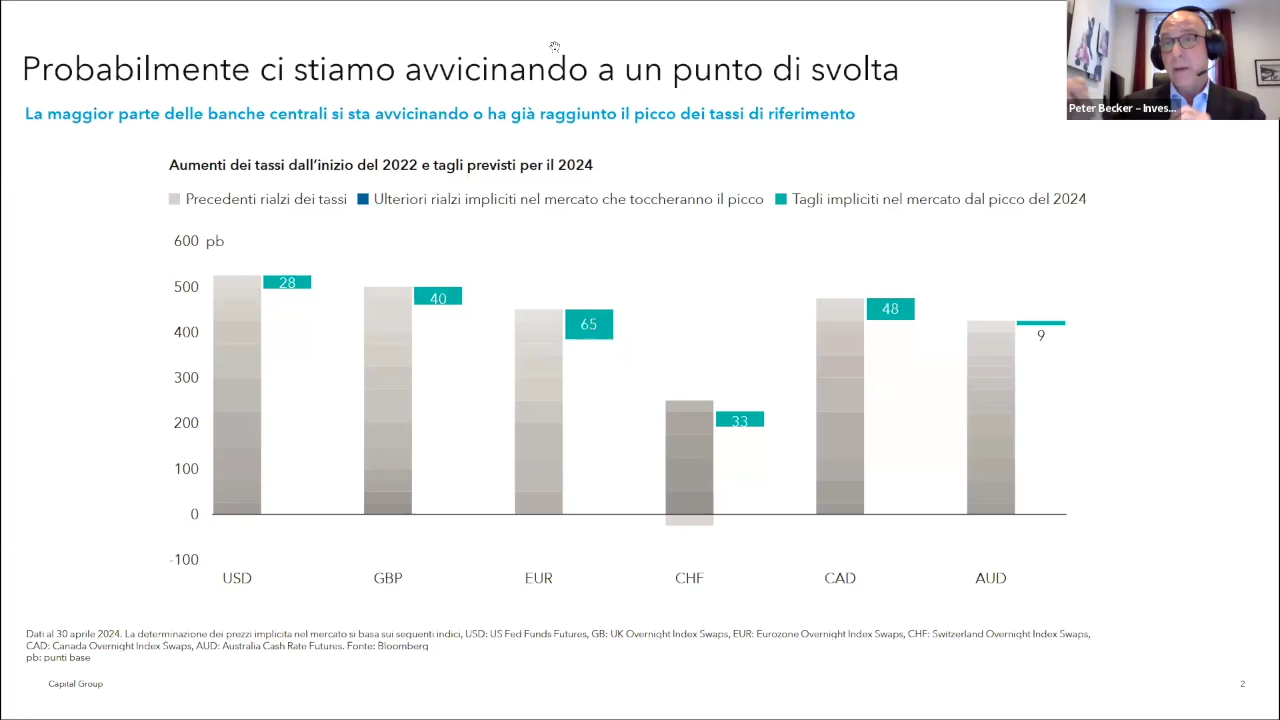 Probabilmente ci stiamo avvicinando a un punto di svolta
Peter Becker – Inves...
La maggior parte delle banche centrali si sta avvicinando o ha già raggiunto il picco dei tassi di riferimento
Aumenti dei tassi dall'inizio del 2022 e tagli previsti per il 2024
Precedenti rialzi dei tassi Ulteriori rialzi impliciti nel mercato che toccheranno il picco Tagli impliciti nel mercato dal picco del 2024
600 pb
500
400
300
200
100
0
-100
28
40
65
33
48
9
USD GBP EUR CHF CAD AUD
Dati al 30 aprile 2024. La determinazione dei prezzi implicita nel mercato si basa sui seguenti indici, USD: US Fed Funds Futures, GB: UK Overnight Index Swaps, EUR: Eurozone Overnight Index Swaps, CHF: Switzerland Overnight Index Swaps,
CAD: Canada Overnight Index Swaps, AUD: Australia Cash Rate Futures. Fonte: Bloomberg
pb: punti base
Capital Group
2